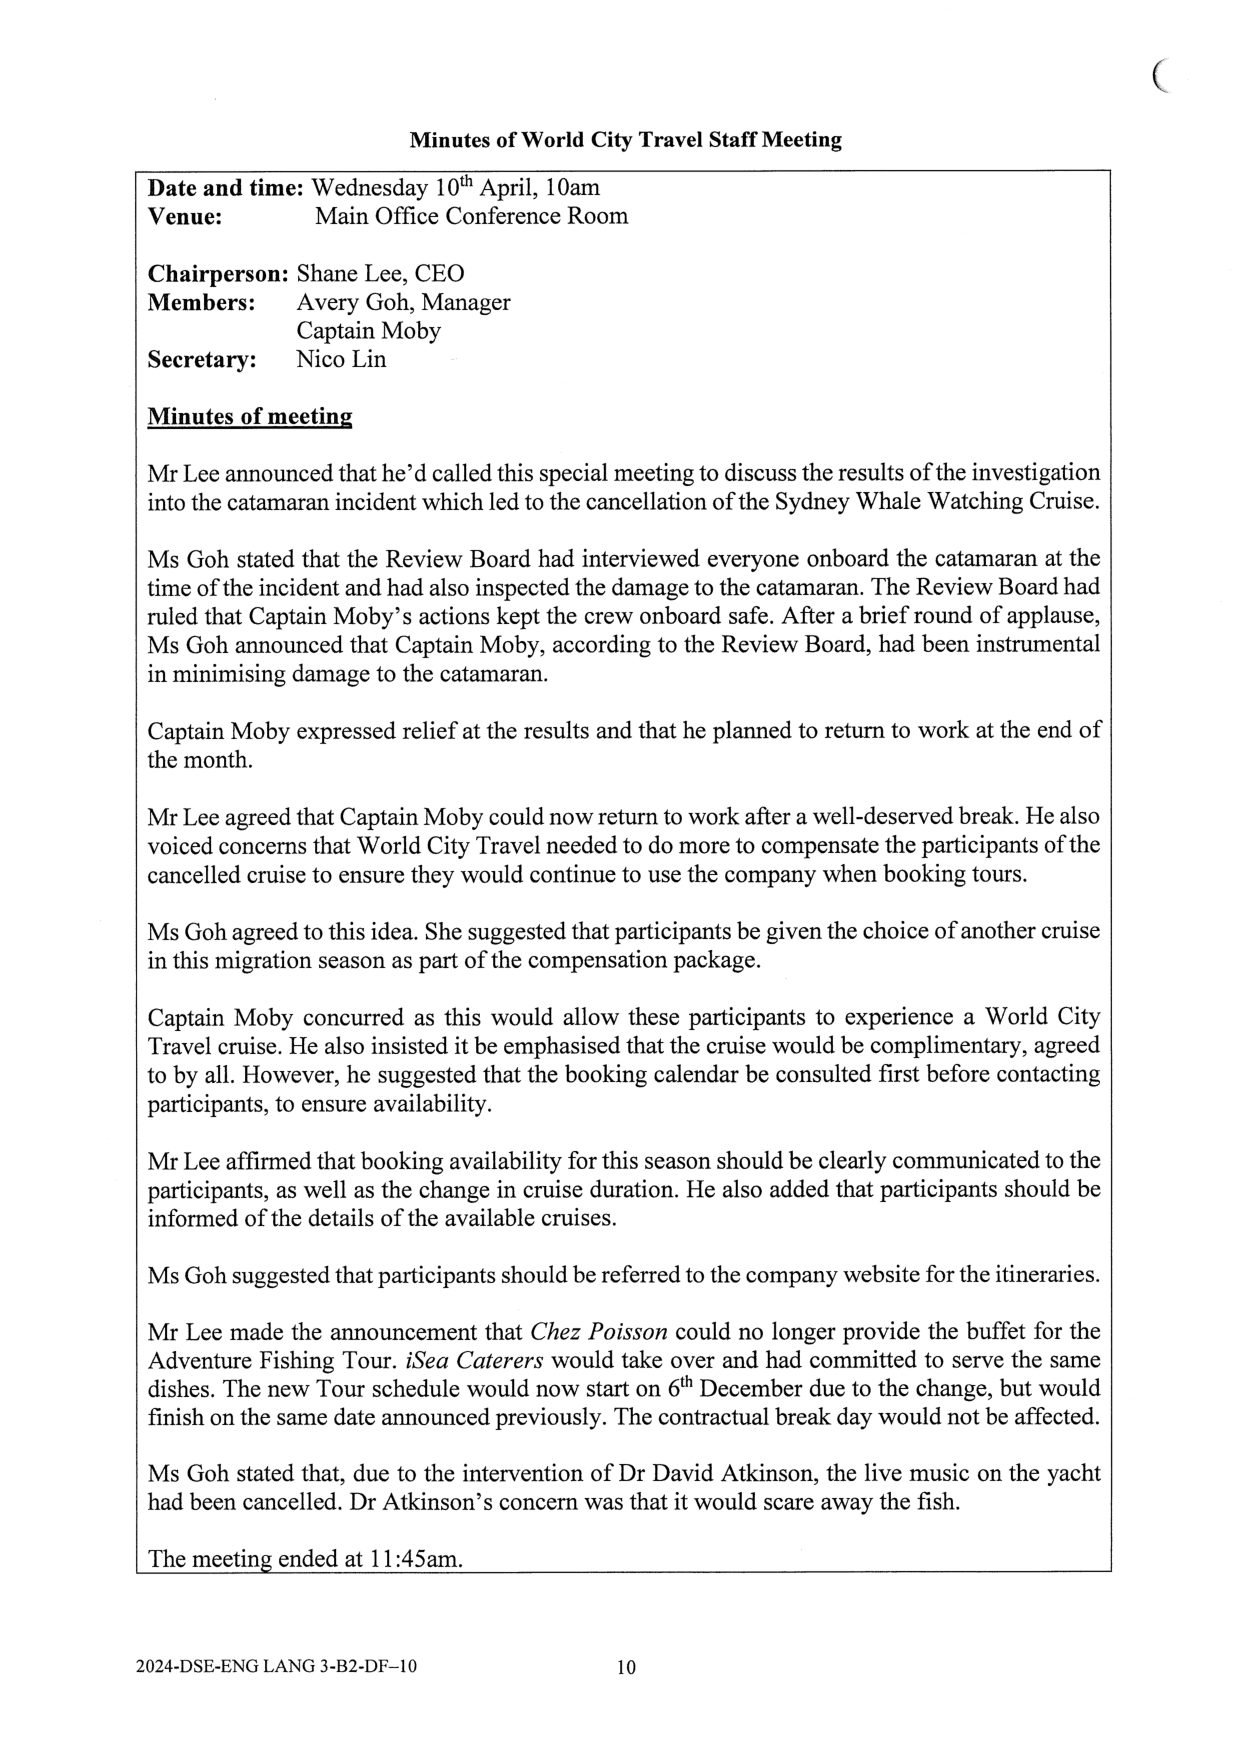 Minutes of World City Travel Staff Meeting
Date and time: Wednesday 10th April, 10am
Venue: Main Office Conference Room
Chairperson: Shane Lee, CEO
Members: Avery Goh, Manager
Captain Moby
Secretary: Nico Lin
Minutes of meeting
Mr Lee announced that he'd called this special meeting to discuss the results of the investigation
into the catamaran incident which led to the cancellation of the Sydney Whale Watching Cruise.
Ms Goh stated that the Review Board had interviewed everyone onboard the catamaran at the
time of the incident and had also inspected the damage to the catamaran. The Review Board had
ruled that Captain Moby's actions kept the crew onboard safe. After a brief round of applause,
Ms Goh announced that Captain Moby, according to the Review Board, had been instrumental
in minimising damage to the catamaran.
Captain Moby expressed relief at the results and that he planned to return to work at the end of
the month.
Mr Lee agreed that Captain Moby could now return to work after a well-deserved break. He also
voiced concerns that World City Travel needed to do more to compensate the participants of the
cancelled cruise to ensure they would continue to use the company when booking tours.
Ms Goh agreed to this idea. She suggested that participants be given the choice of another cruise
in this migration season as part of the compensation package.
Captain Moby concurred as this would allow these participants to experience a World City
Travel cruise. He also insisted it be emphasised that the cruise would be complimentary, agreed
to by all. However, he suggested that the booking calendar be consulted first before contacting
participants, to ensure availability.
Mr Lee affirmed that booking availability for this season should be clearly communicated to the
participants, as well as the change in cruise duration. He also added that participants should be
informed of the details of the available cruises.
Ms Goh suggested that participants should be referred to the company website for the itineraries.
Mr Lee made the announcement that Chez Poisson could no longer provide the buffet for the
Adventure Fishing Tour. iSea Caterers would take over and had committed to serve the same
dishes. The new Tour schedule would now start on 6th December due to the change, but would
finish on the same date announced previously. The contractual break day would not be affected.
Ms Goh stated that, due to the intervention of Dr David Atkinson, the live music on the yacht
had been cancelled. Dr Atkinson's concern was that it would scare away the fish.
The meeting ended at 11:45am.
2024-DSE-ENG LANG 3-B2-DF–10 10